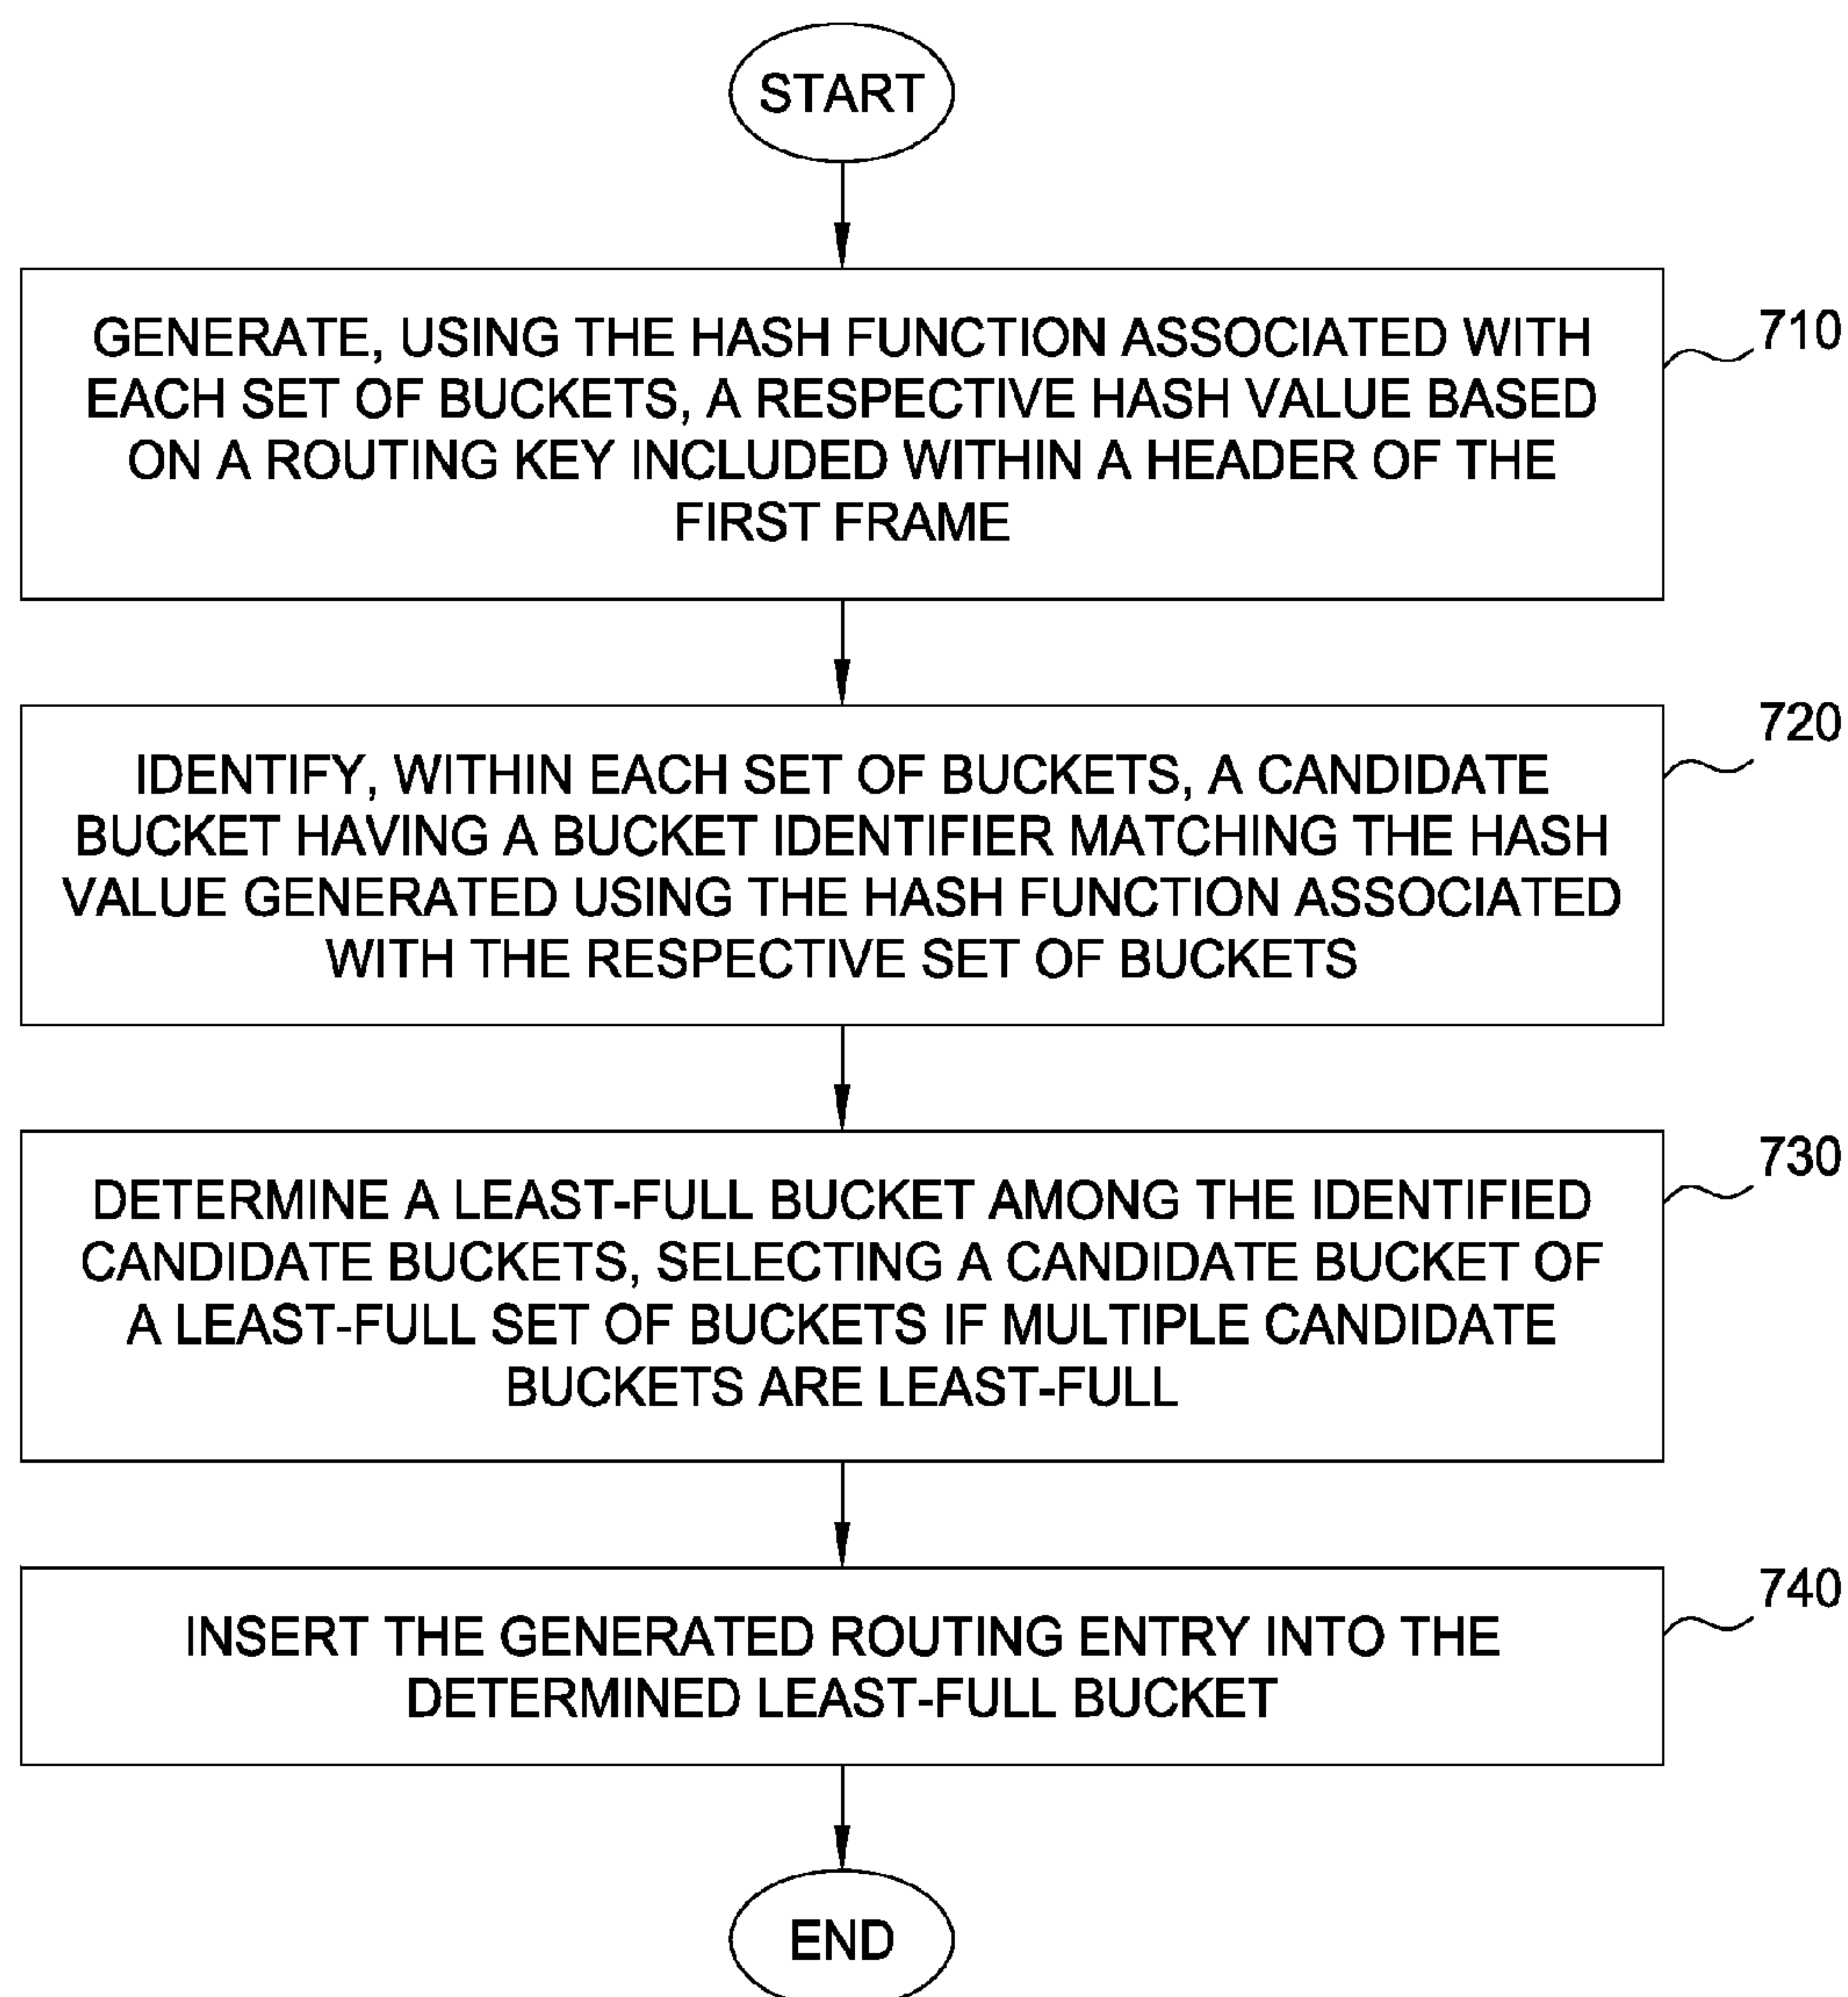 START
GENERATE, USING THE HASH FUNCTION ASSOCIATED WITH
EACH SET OF BUCKETS, A RESPECTIVE HASH VALUE BASED
ON A ROUTING KEY INCLUDED WITHIN A HEADER OF THE
FIRST FRAME
710
IDENTIFY, WITHIN EACH SET OF BUCKETS, A CANDIDATE
BUCKET HAVING A BUCKET IDENTIFIER MATCHING THE HASH
VALUE GENERATED USING THE HASH FUNCTION ASSOCIATED
WITH THE RESPECTIVE SET OF BUCKETS
720
DETERMINE A LEAST-FULL BUCKET AMONG THE IDENTIFIED
CANDIDATE BUCKETS, SELECTING A CANDIDATE BUCKET OF
A LEAST-FULL SET OF BUCKETS IF MULTIPLE CANDIDATE
BUCKETS ARE LEAST-FULL
730
INSERT THE GENERATED ROUTING ENTRY INTO THE
DETERMINED LEAST-FULL BUCKET
740
END